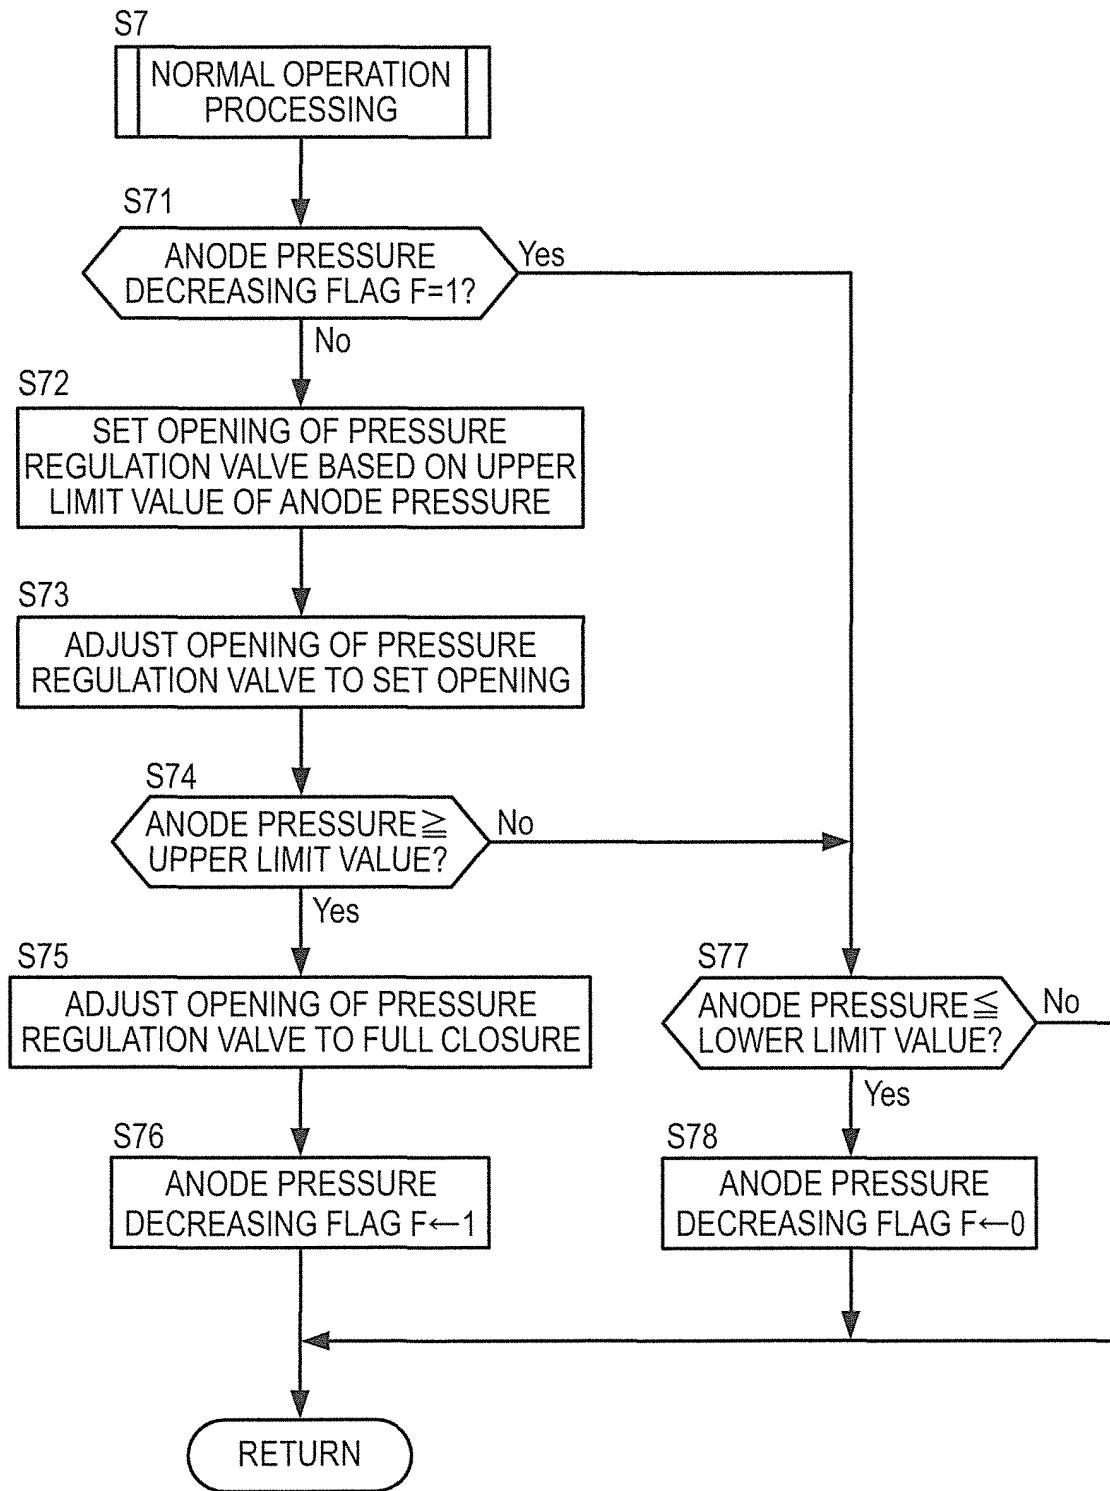 S7
NORMAL OPERATION
PROCESSING
S71
ANODE PRESSURE
DECREASING FLAG F=1?
Yes
No
S72
SET OPENING OF PRESSURE
REGULATION VALVE BASED ON UPPER
LIMIT VALUE OF ANODE PRESSURE
S73
ADJUST OPENING OF PRESSURE
REGULATION VALVE TO SET OPENING
S74
ANODE PRESSURE≧
UPPER LIMIT VALUE?
No
Yes
S75
ADJUST OPENING OF PRESSURE
REGULATION VALVE TO FULL CLOSURE
S76
ANODE PRESSURE
DECREASING FLAG F←1
S77
ANODE PRESSURE≦
LOWER LIMIT VALUE?
No
Yes
S78
ANODE PRESSURE
DECREASING FLAG F←0
RETURN